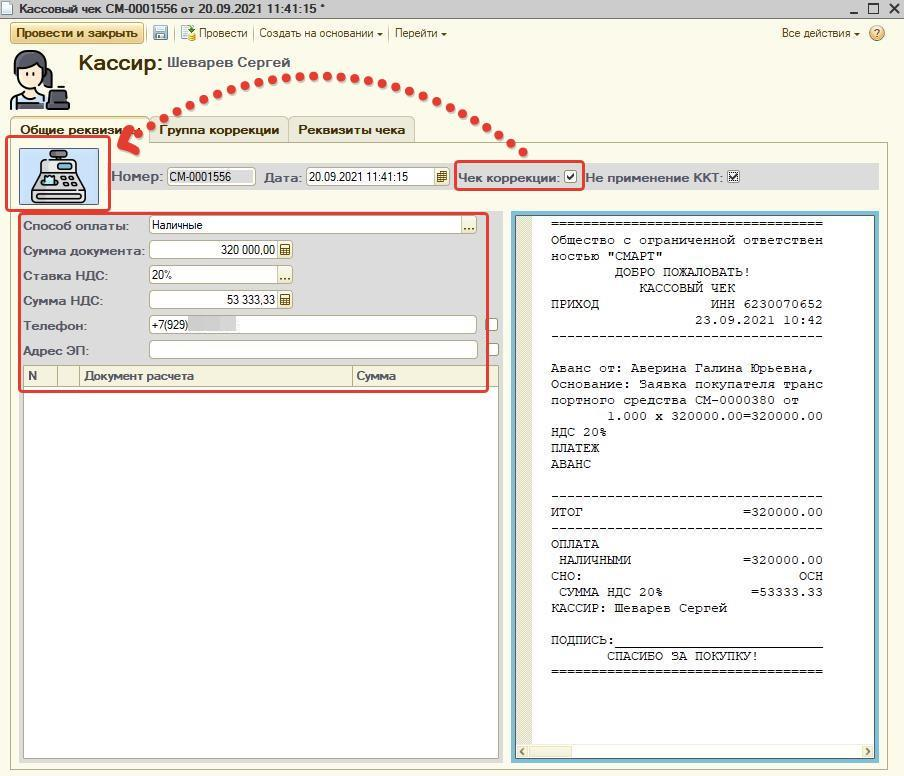 Кассовый чек СМ-0001556 от 20.09.2021 11:41:15 *
Провести и закрыть Провести Создать на основании Перейти Все действия ?
Кассир: Шеварев Сергей
Общие реквизиты Группа коррекции Реквизиты чека
Номер: СМ-0001556 Дата: 20.09.2021 11:41:15 Чек коррекции: Не применение ККТ:
Способ оплаты: Наличные ...
Сумма документа: 320 000,00
Ставка НДС: 20% ...
Сумма НДС: 53 333,33
Телефон: +7(929)
Адрес ЭП:
N Документ расчета Сумма
================================
Общество с ограниченной ответствен
ностью "СМАРТ"
ДОБРО ПОЖАЛОВАТЬ!
КАССОВЫЙ ЧЕК
ПРИХОД ИНН 6230070652
23.09.2021 10:42
----------------------------------
Аванс от: Аверина Галина Юрьевна,
Основание: Заявка покупателя транс
портного средства СМ-0000380 от
1.000 x 320000.00=320000.00
НДС 20%
ПЛАТЕЖ
АВАНС
----------------------------------
ИТОГ =320000.00
----------------------------------
ОПЛАТА
НАЛИЧНЫМИ =320000.00
СНО: ОСН
СУММА НДС 20% =53333.33
КАССИР: Шеварев Сергей
ПОДПИСЬ:__________________________
СПАСИБО ЗА ПОКУПКУ!
==================================